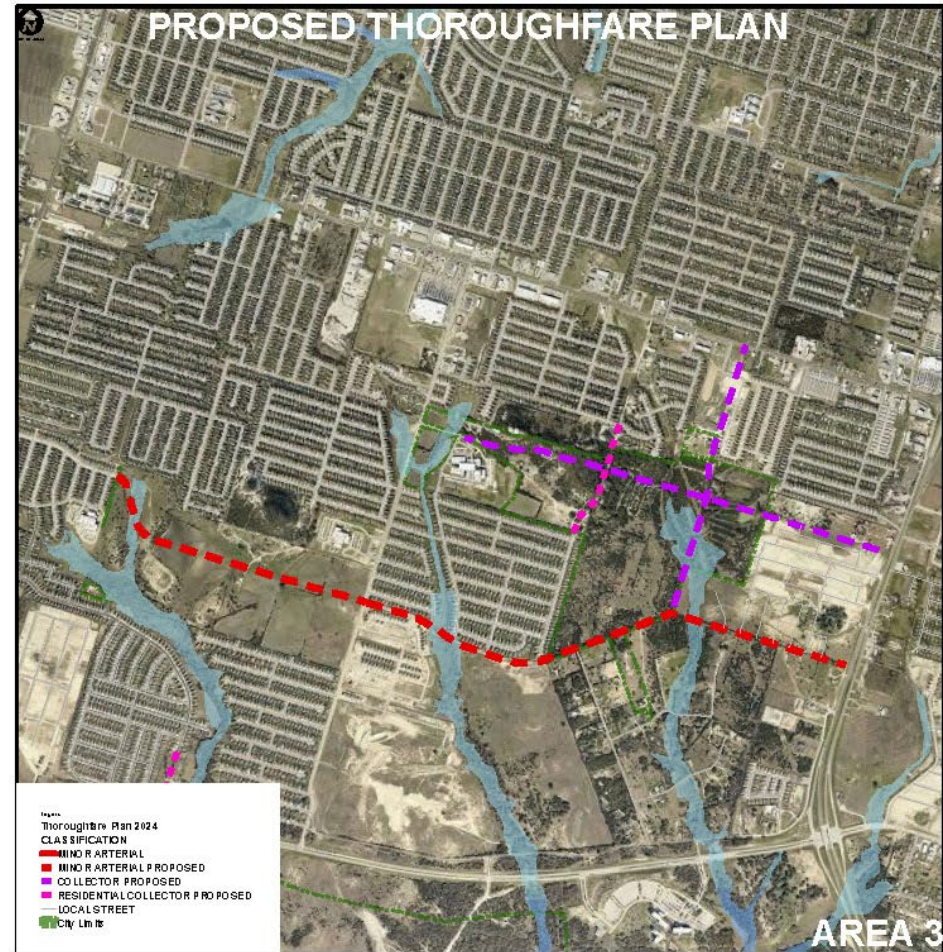 PROPOSED THOROUGHFARE PLAN
N
Thoroughfare Plan 2024
CLASSIFICATION
MINOR ARTERIAL
MINOR ARTERIAL PROPOSED
COLLECTOR PROPOSED
RESIDENTIAL COLLECTOR PROPOSED
LOCAL STREET
City Limits
AREA 3